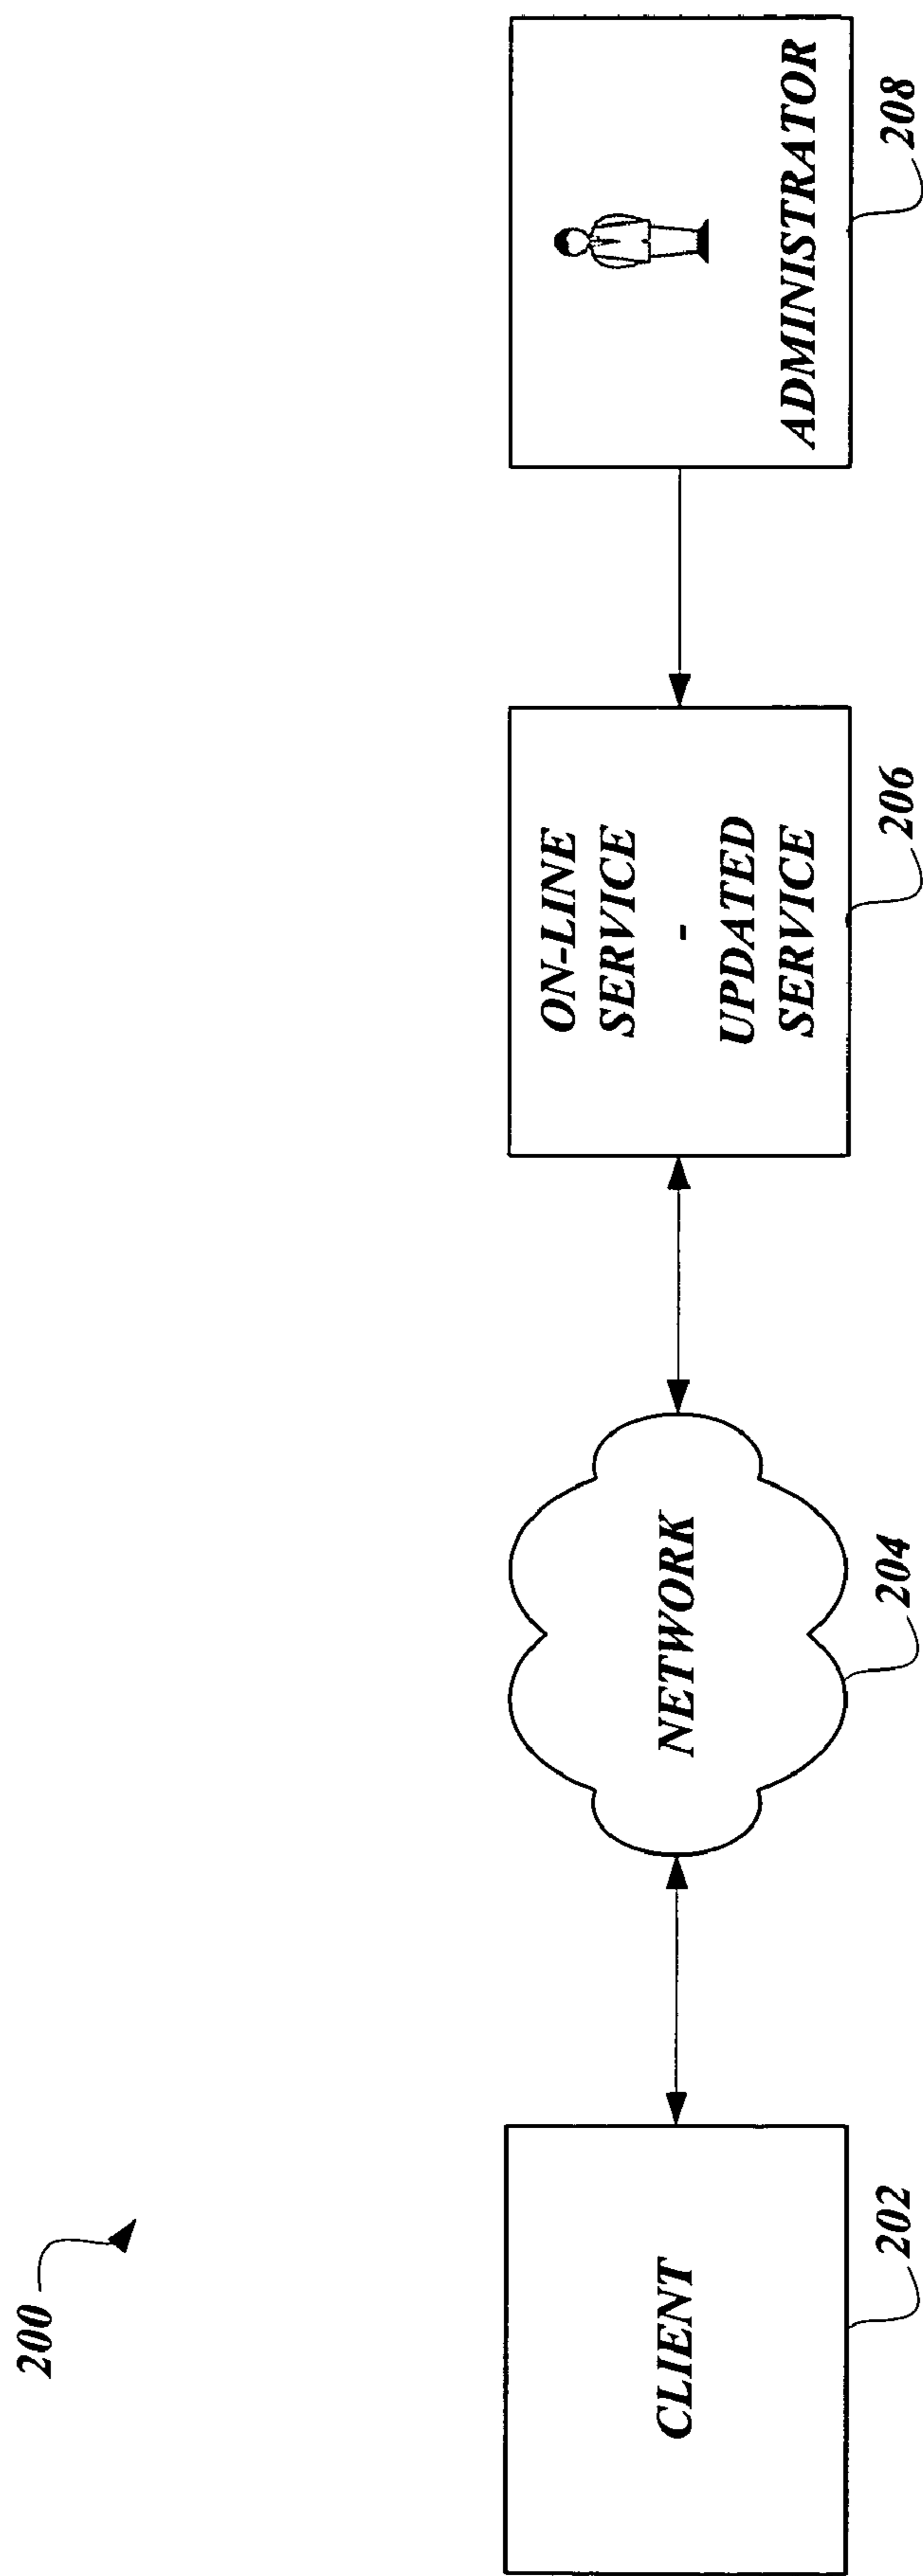 200
CLIENT
202
NETWORK
204
ON-LINE
SERVICE
-
UPDATED
SERVICE
206
ADMINISTRATOR
208